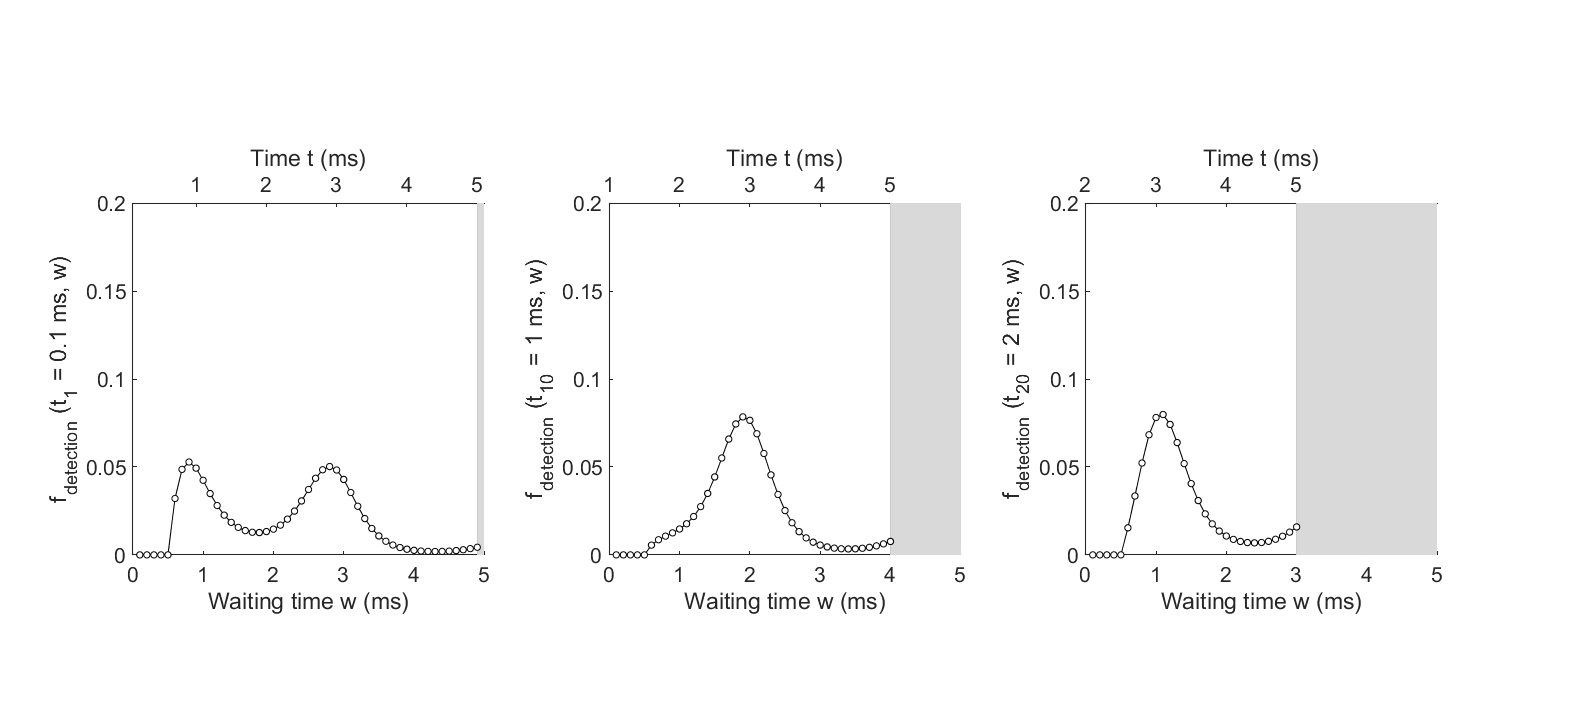 Time t (ms)
1 2 3 4 5
0.2
0.15
0.1
0.05
0
f_detection (t_1 = 0.1 ms, w)
0 1 2 3 4 5
Waiting time w (ms)
Time t (ms)
1 2 3 4 5
0.2
0.15
0.1
0.05
0
f_detection (t_10 = 1 ms, w)
0 1 2 3 4 5
Waiting time w (ms)
Time t (ms)
2 3 4 5
0.2
0.15
0.1
0.05
0
f_detection (t_20 = 2 ms, w)
0 1 2 3 4 5
Waiting time w (ms)